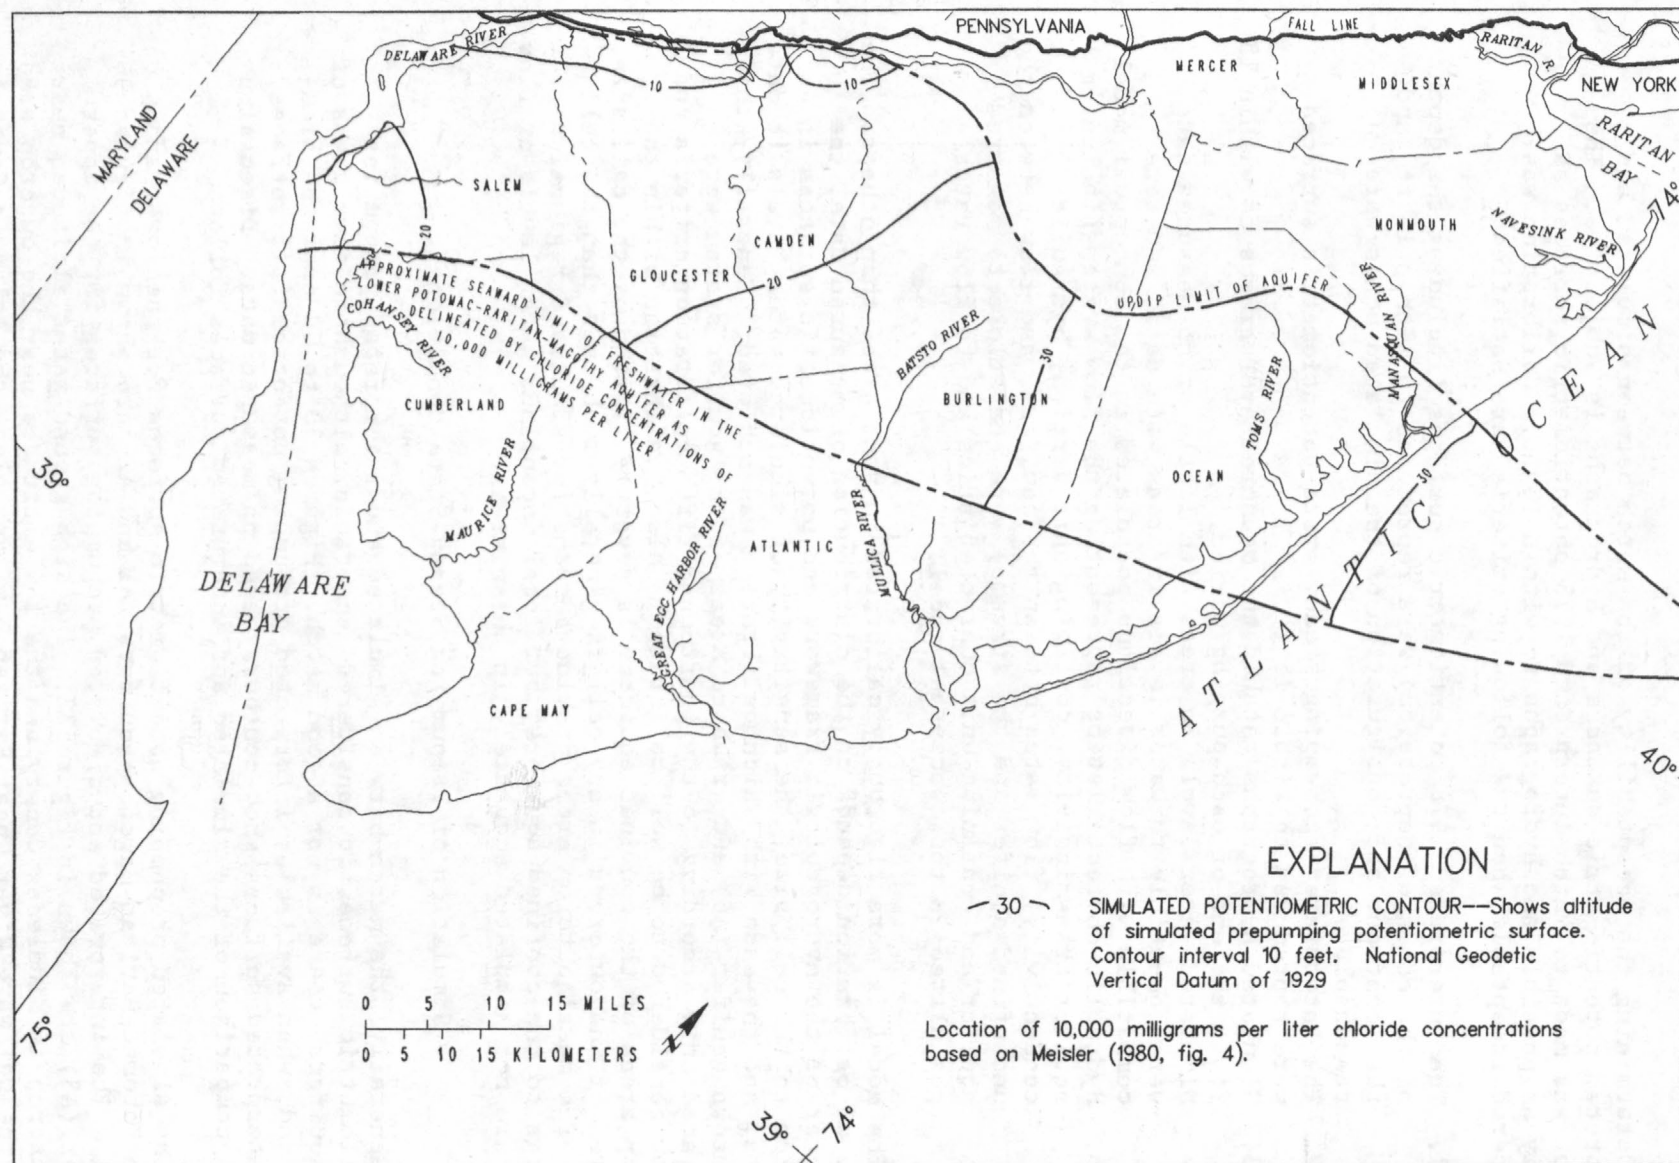 PENNSYLVANIA
FALL LINE
RARITAN R.
DELAWARE RIVER
MERCER
MIDDLESEX
NEW YORK
10
10
RARITAN
BAY
74°
MARYLAND
DELAWARE
SALEM
20
CAMDEN
GLOUCESTER
20
MONMOUTH
NAVESINK RIVER
UPDIP LIMIT OF AQUIFER
MANASQUAN RIVER
APPROXIMATE SEAWARD LIMIT OF FRESHWATER IN THE
LOWER POTOMAC-RARITAN-MAGOTHY AQUIFER AS
DELINEATED BY CHLORIDE CONCENTRATIONS OF
10,000 MILLIGRAMS PER LITER
COHANSEY
RIVER
BATSTO RIVER
30
BURLINGTON
TOMS RIVER
CUMBERLAND
MAURICE RIVER
39°
OCEAN
30
MULLICA RIVER
GREAT EGG HARBOR RIVER
ATLANTIC
DELAWARE
BAY
CAPE MAY
ATLANTIC OCEAN
40°
75°
EXPLANATION
30
SIMULATED POTENTIOMETRIC CONTOUR--Shows altitude
of simulated prepumping potentiometric surface.
Contour interval 10 feet. National Geodetic
Vertical Datum of 1929
Location of 10,000 milligrams per liter chloride concentrations
based on Meisler (1980, fig. 4).
0 5 10 15 MILES
0 5 10 15 KILOMETERS
N
39° 74°